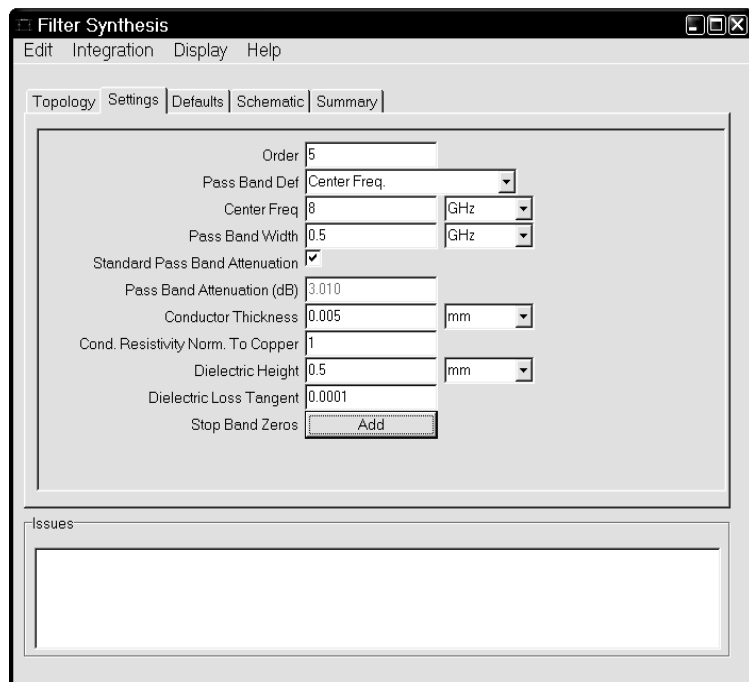 Filter Synthesis
Edit Integration Display Help
Topology Settings Defaults Schematic Summary
Order 5
Pass Band Def Center Freq.
Center Freq 8 GHz
Pass Band Width 0.5 GHz
Standard Pass Band Attenuation
Pass Band Attenuation (dB) 3.010
Conductor Thickness 0.005 mm
Cond. Resistivity Norm. To Copper 1
Dielectric Height 0.5 mm
Dielectric Loss Tangent 0.0001
Stop Band Zeros Add
Issues